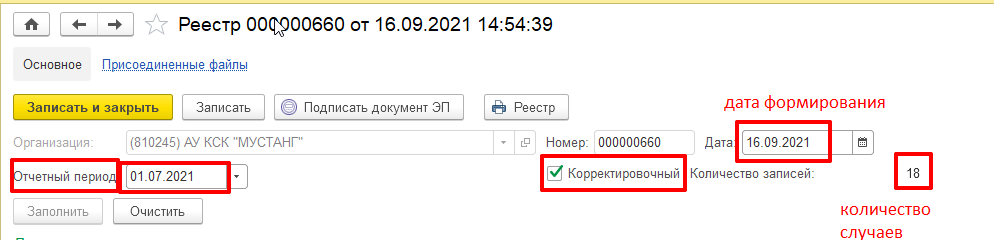 Реестр 000000660 от 16.09.2021 14:54:39
Основное Присоединенные файлы
Записать и закрыть Записать Подписать документ ЭП Реестр
дата формирования
Организация: (810245) АУ КСК "МУСТАНГ" Номер: 000000660 Дата: 16.09.2021
Отчетный период: 01.07.2021 Корректировочный Количество записей: 18
Заполнить Очистить
количество
случаев